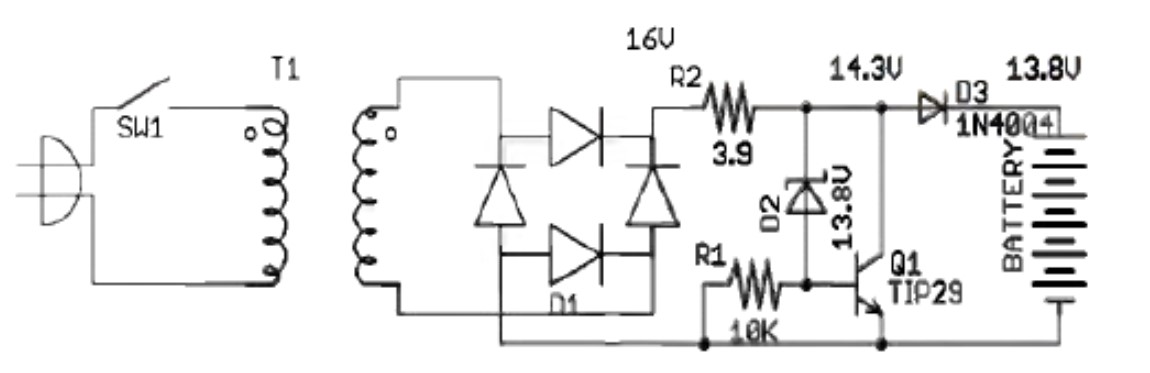 16V
T1
R2
14.3V
13.8V
D3
1N4004
SW1
3.9
BATTERY
D2
13.8V
R1
Q1
TIP29
D1
10K